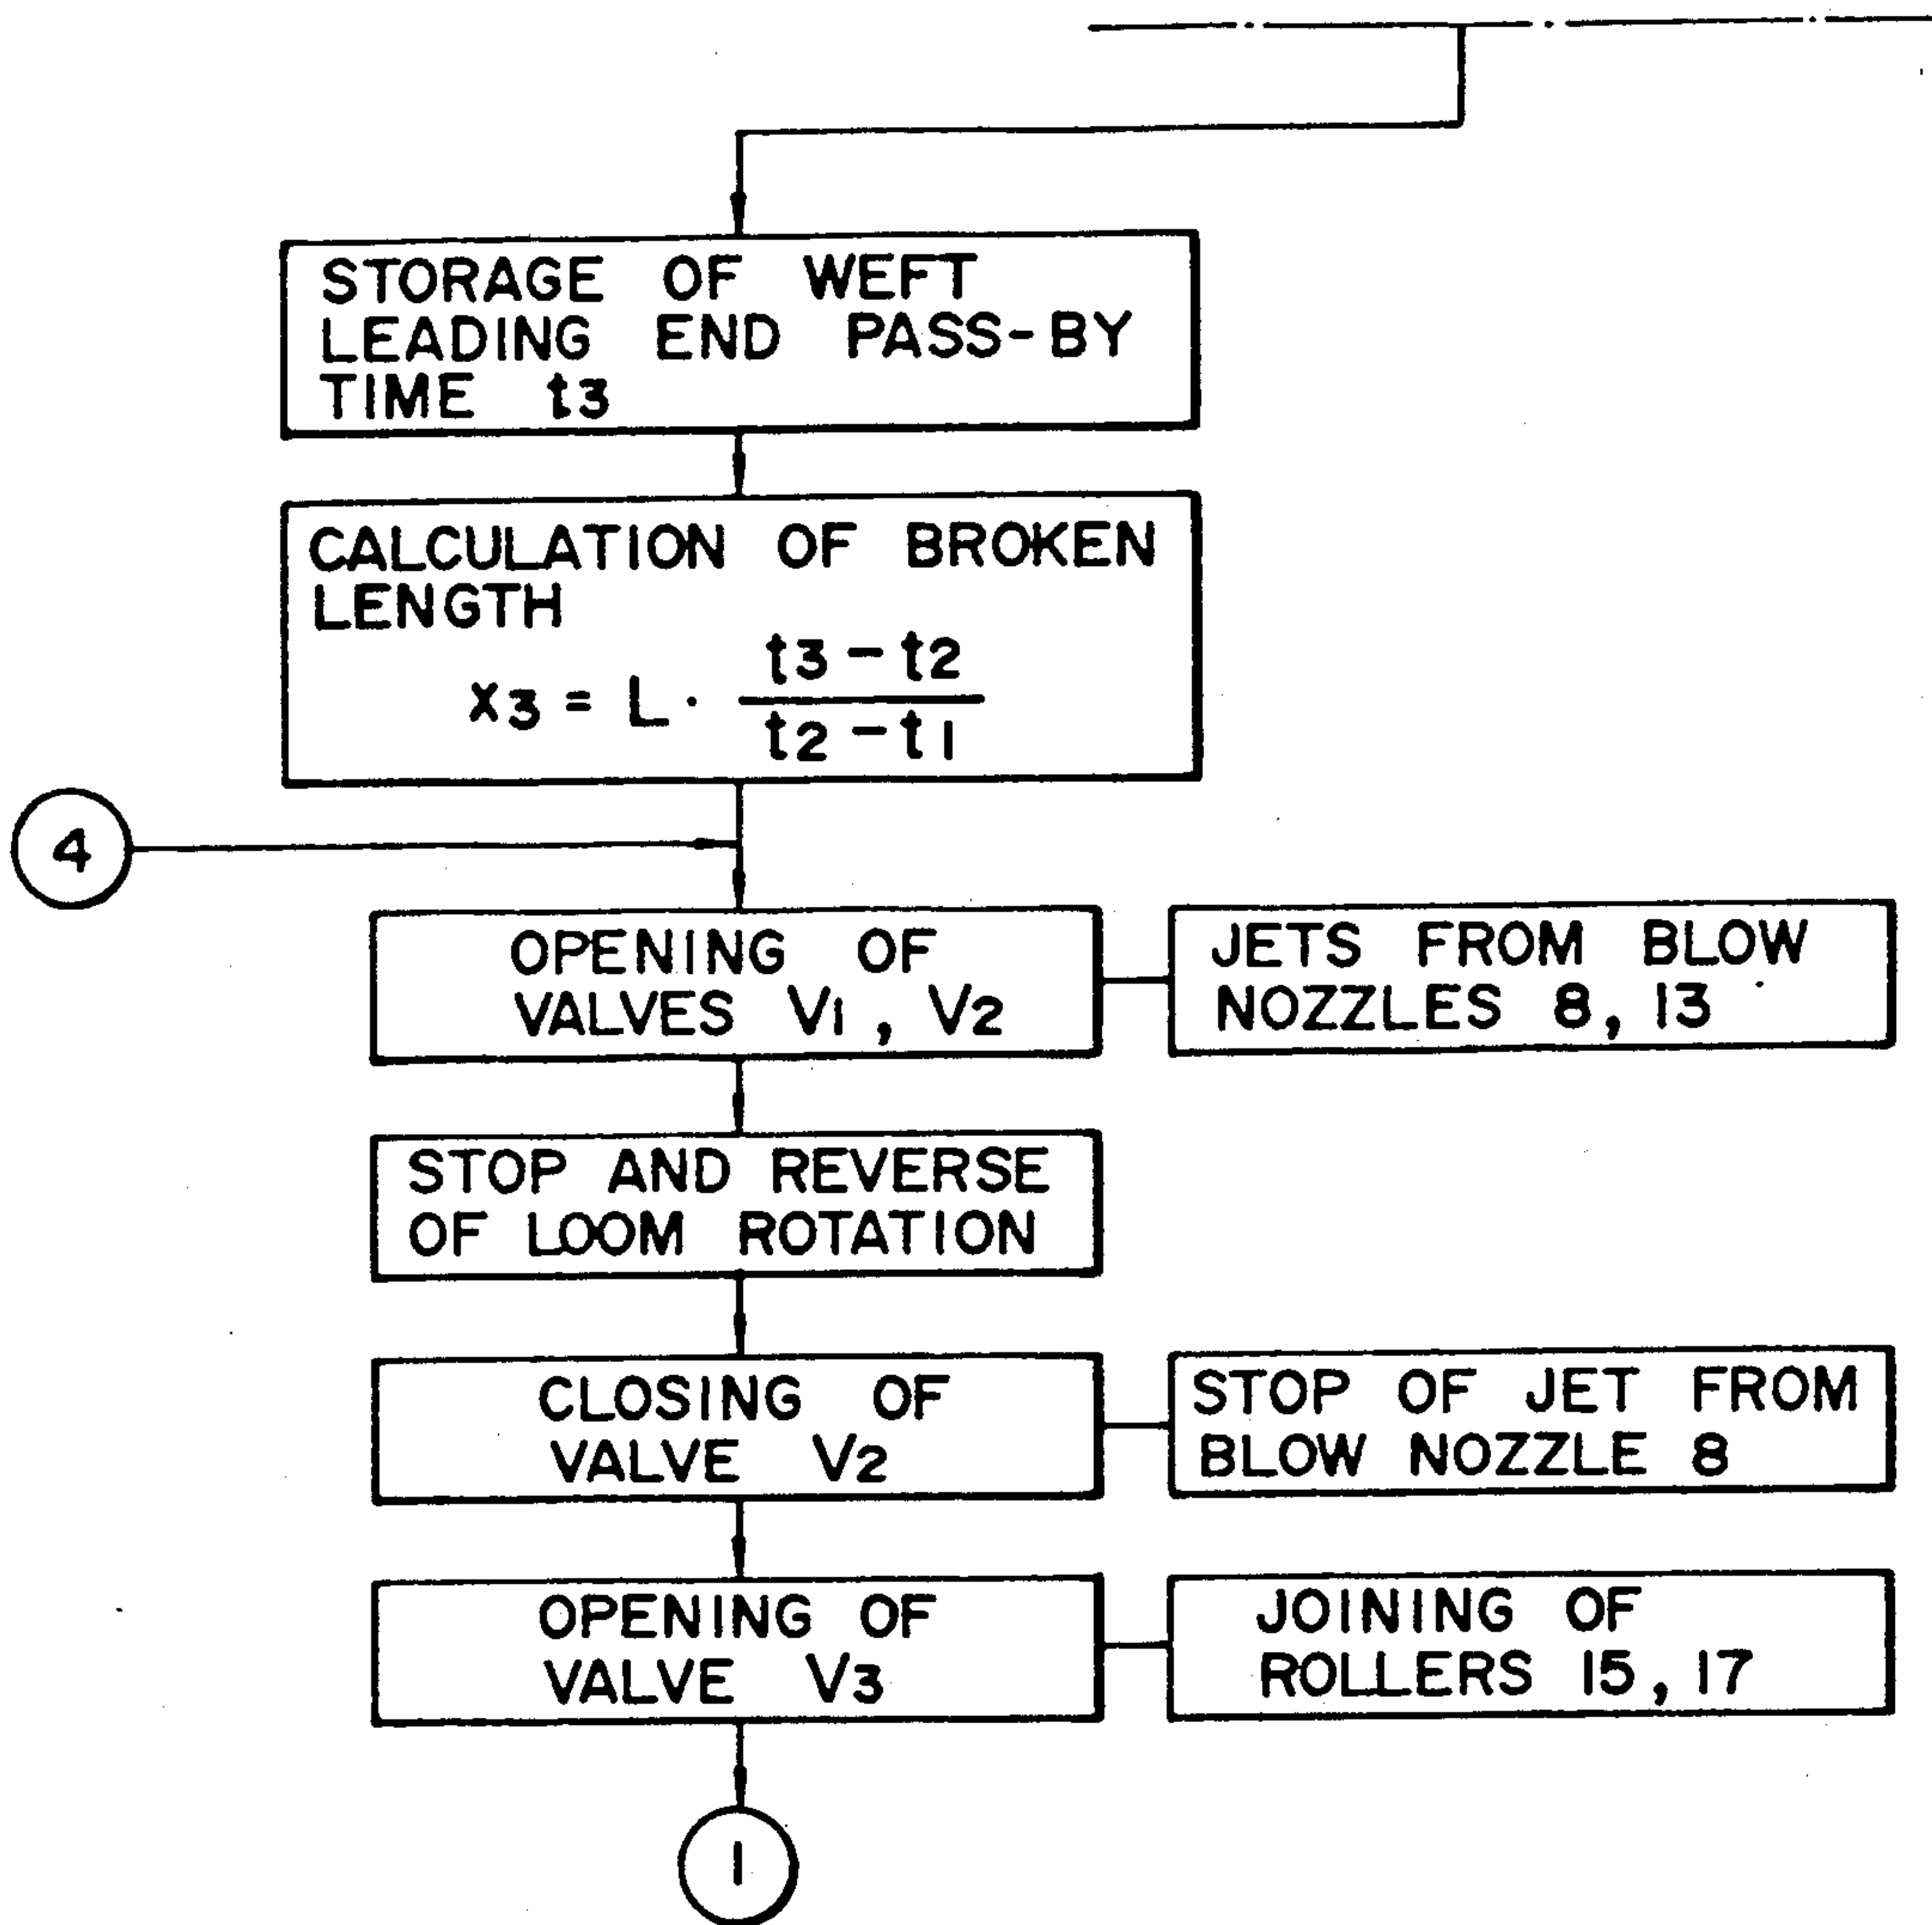 STORAGE OF WEFT
LEADING END PASS-BY
TIME t3
CALCULATION OF BROKEN
LENGTH
x3 = L · (t3 - t2) / (t2 - t1)
4
OPENING OF
VALVES V1, V2
JETS FROM BLOW
NOZZLES 8, 13
STOP AND REVERSE
OF LOOM ROTATION
CLOSING OF
VALVE V2
STOP OF JET FROM
BLOW NOZZLE 8
OPENING OF
VALVE V3
JOINING OF
ROLLERS 15, 17
1